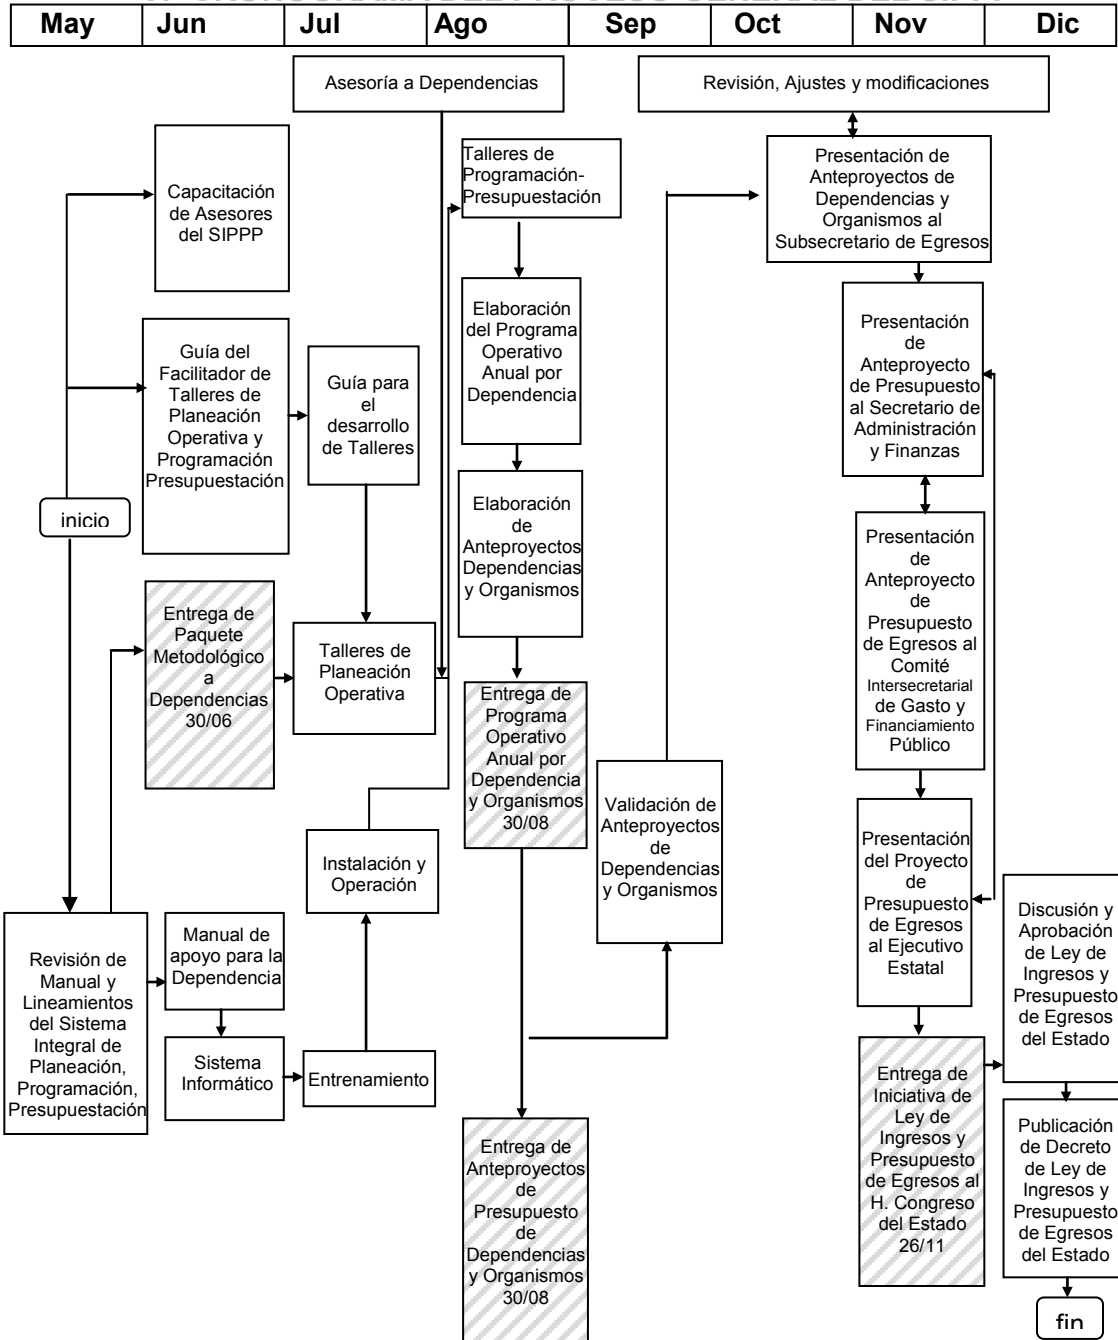 May Jun Jul Ago Sep Oct Nov Dic
Asesoría a Dependencias
Revisión, Ajustes y modificaciones
Capacitación
de Asesores
del SIPPP
Talleres de
Programación-
Presupuestación
Presentación de
Anteproyectos de
Dependencias y
Organismos al
Subsecretario de Egresos
Guía del
Facilitador de
Talleres de
Planeación
Operativa y
Programación
Presupuestación
Guía para
el
desarrollo
de Talleres
Elaboración
del Programa
Operativo
Anual por
Dependencia
Presentación
de
Anteproyecto
de Presupuesto
al Secretario de
Administración
y Finanzas
inicio
Elaboración
de
Anteproyectos
Dependencias
y Organismos
Presentación
de
Anteproyecto
de
Presupuesto
de Egresos al
Comité
Intersecretarial
de Gasto y
Financiamiento
Público
Entrega de
Paquete
Metodológico
a
Dependencias
30/06
Talleres de
Planeación
Operativa
Entrega de
Programa
Operativo
Anual por
Dependencia
y Organismos
30/08
Validación de
Anteproyectos
de
Dependencias
y Organismos
Instalación y
Operación
Presentación
del Proyecto
de
Presupuesto
de Egresos
al Ejecutivo
Estatal
Revisión de
Manual y
Lineamientos
del Sistema
Integral de
Planeación,
Programación,
Presupuestación
Manual de
apoyo para la
Dependencia
Sistema
Informático
Entrenamiento
Discusión y
Aprobación
de Ley de
Ingresos y
Presupuesto
de Egresos
del Estado
Entrega de
Iniciativa de
Ley de
Ingresos y
Presupuesto
de Egresos al
H. Congreso
del Estado
26/11
Entrega de
Anteproyectos
de
Presupuesto
de
Dependencias
y Organismos
30/08
Publicación
de Decreto
de Ley de
Ingresos y
Presupuesto
de Egresos
del Estado
fin